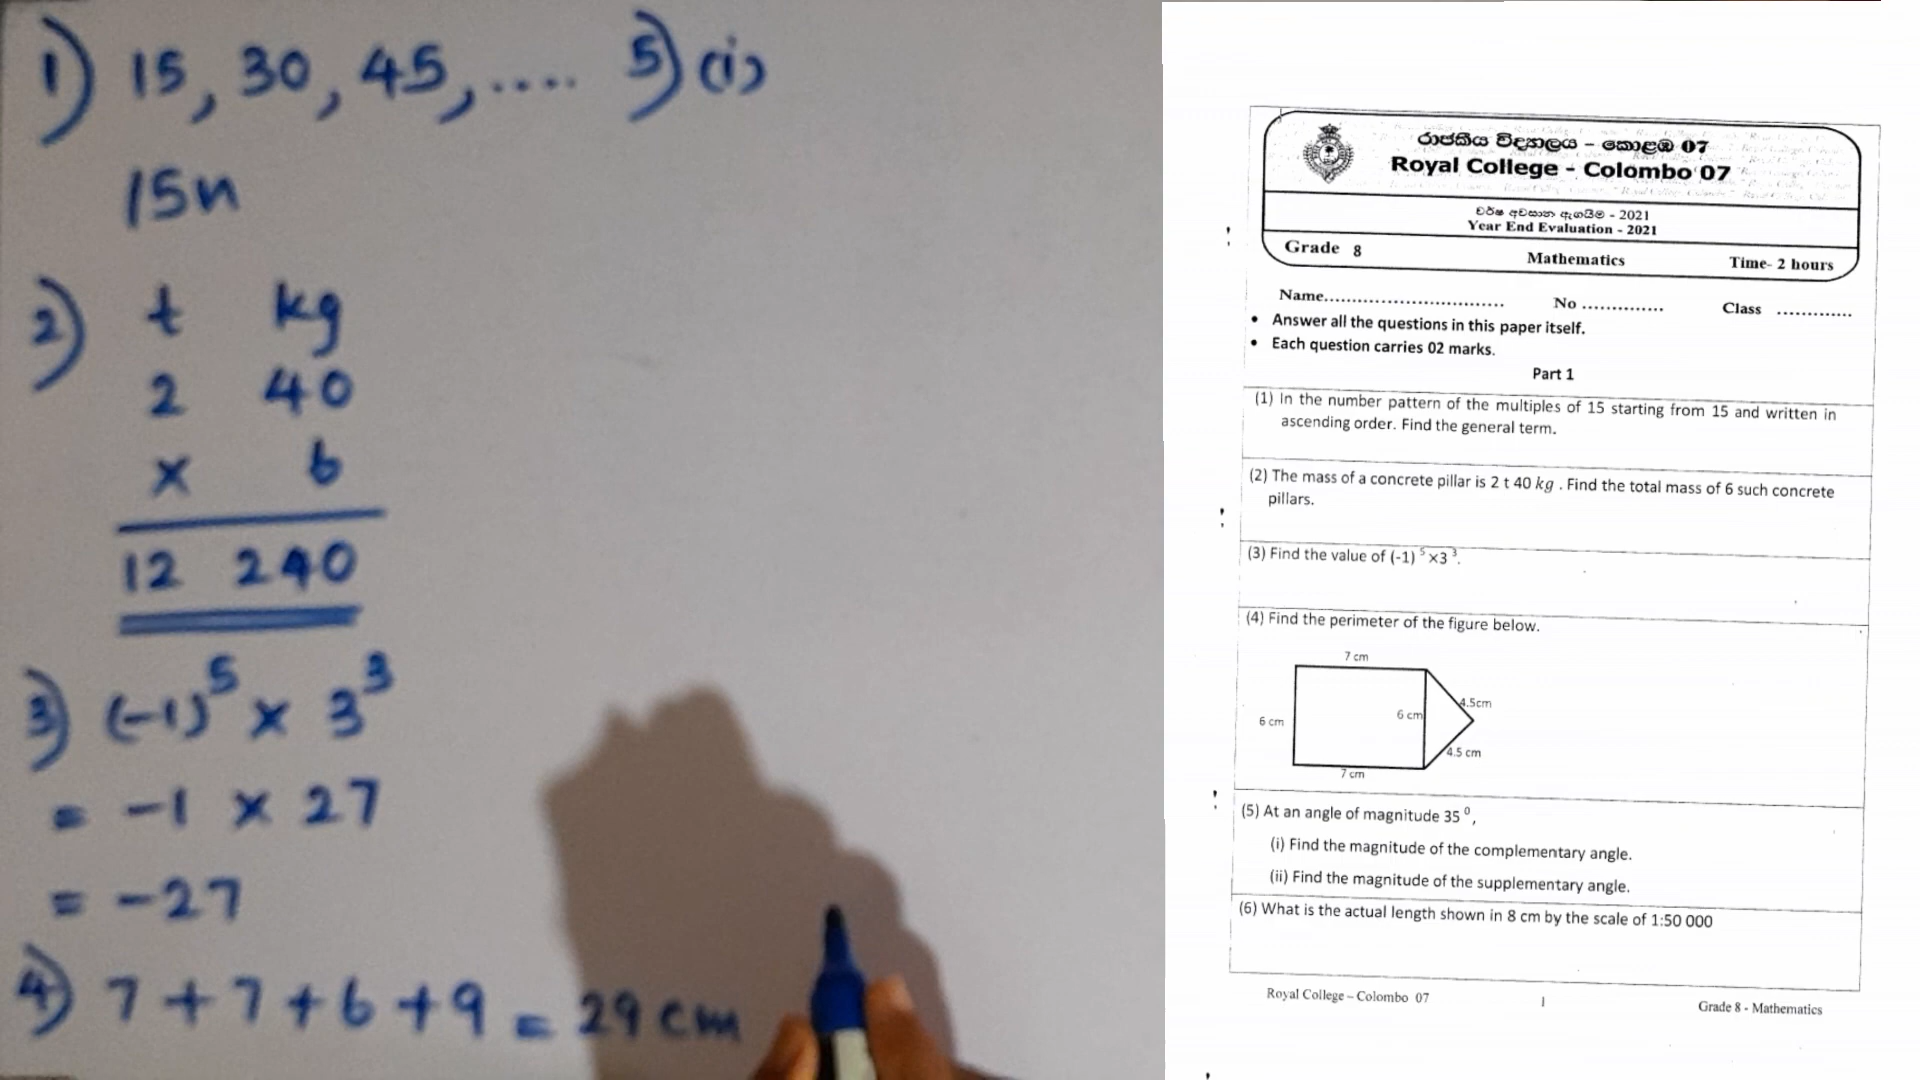 1) 15, 30, 45, ....
15n
2) t kg
2 40
x 6
12 240
3) (-1)⁵ x 3³
= -1 x 27
= -27
4) 7 + 7 + 6 + 9 = 29 cm
5) (i)
රාජකීය විද්‍යාලය – කොළඹ 07
Royal College - Colombo 07
වර්ෂ අවසාන ඇගයීම - 2021
Year End Evaluation - 2021
Grade 8 Mathematics Time- 2 hours
Name............................... No .............. Class .............
• Answer all the questions in this paper itself.
• Each question carries 02 marks.
Part 1
(1) In the number pattern of the multiples of 15 starting from 15 and written in
ascending order. Find the general term.
(2) The mass of a concrete pillar is 2 t 40 kg . Find the total mass of 6 such concrete
pillars.
(3) Find the value of (-1) ⁵ ×3 ³.
(4) Find the perimeter of the figure below.
7 cm
4.5cm
6 cm 6 cm
4.5 cm
7 cm
(5) At an angle of magnitude 35 ⁰,
(i) Find the magnitude of the complementary angle.
(ii) Find the magnitude of the supplementary angle.
(6) What is the actual length shown in 8 cm by the scale of 1:50 000
Royal College – Colombo 07 1 Grade 8 - Mathematics